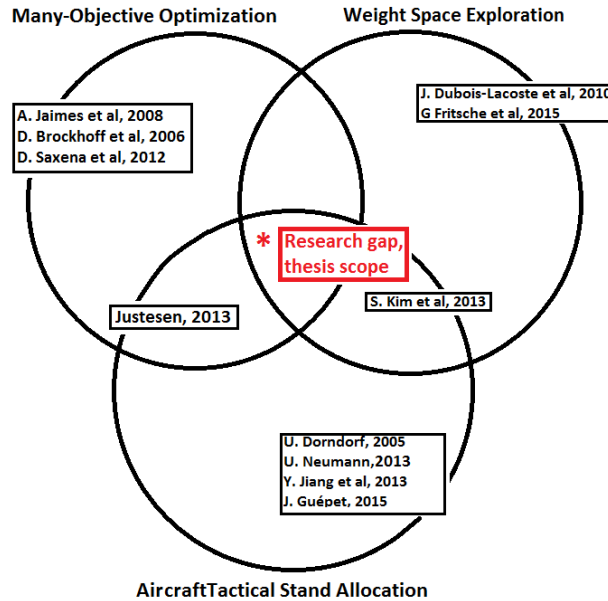 Many-Objective Optimization
Weight Space Exploration
A. Jaimes et al, 2008
D. Brockhoff et al, 2006
D. Saxena et al, 2012
J. Dubois-Lacoste et al, 2010
G Fritsche et al, 2015
* Research gap,
thesis scope
Justesen, 2013
S. Kim et al, 2013
U. Dorndorf, 2005
U. Neumann,2013
Y. Jiang et al, 2013
J. Guépet, 2015
AircraftTactical Stand Allocation